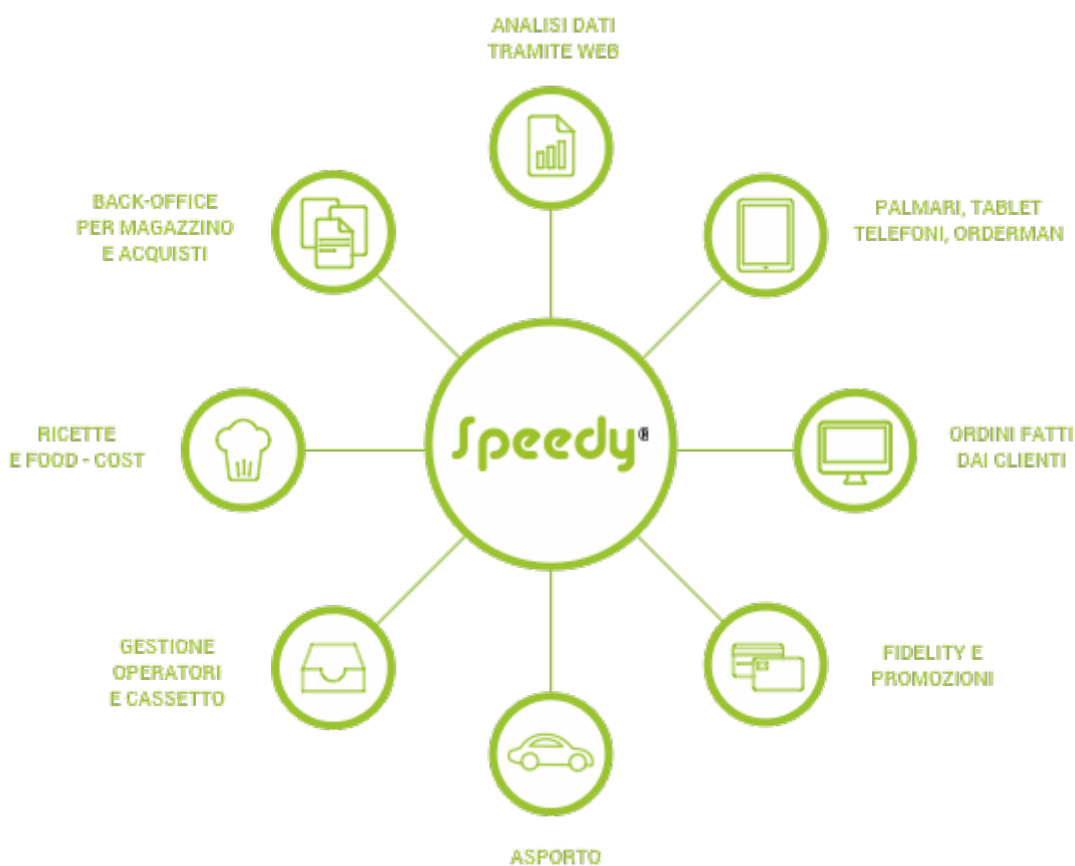 ANALISI DATI
TRAMITE WEB
BACK-OFFICE
PER MAGAZZINO
E ACQUISTI
PALMARI, TABLET
TELEFONI, ORDERMAN
Speedy®
RICETTE
E FOOD - COST
ORDINI FATTI
DAI CLIENTI
GESTIONE
OPERATORI
E CASSETTO
FIDELITY E
PROMOZIONI
ASPORTO